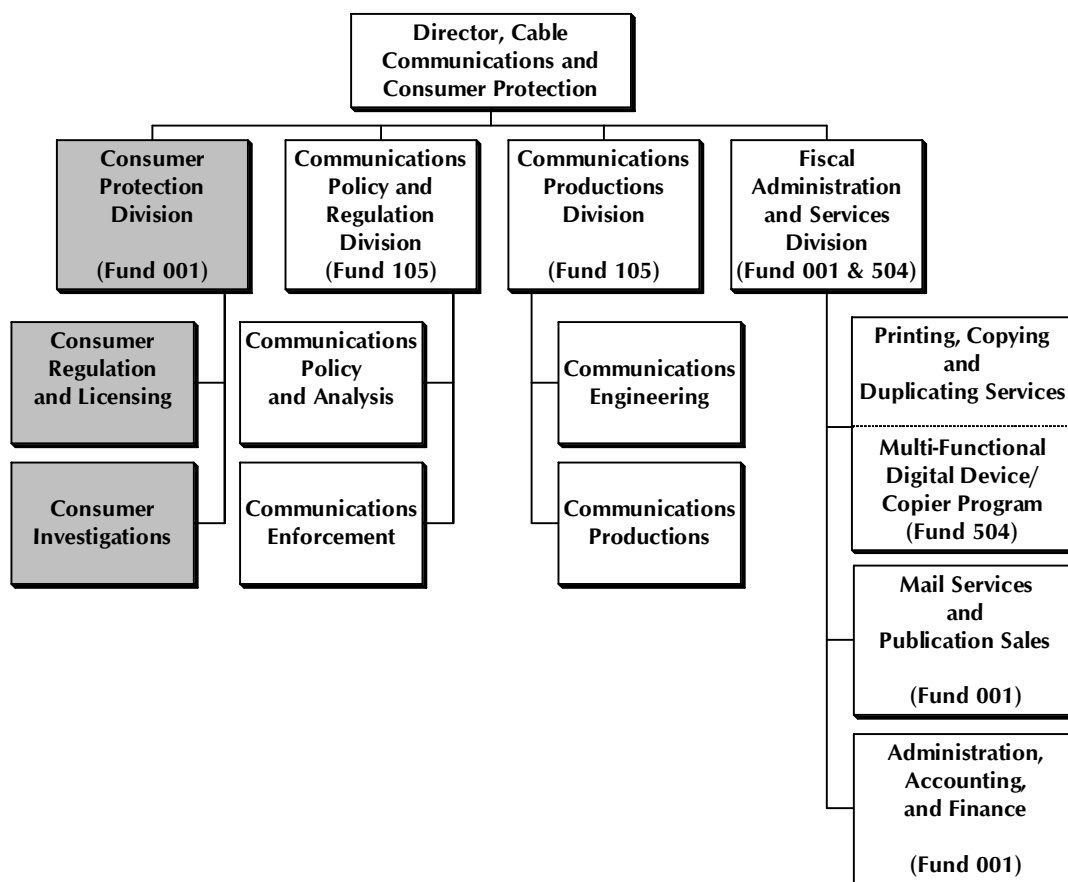 Director, Cable
Communications and
Consumer Protection
Consumer
Protection
Division
(Fund 001)
Communications
Policy and
Regulation
Division
(Fund 105)
Communications
Productions
Division
(Fund 105)
Fiscal
Administration
and Services
Division
(Fund 001 & 504)
Consumer
Regulation
and Licensing
Communications
Policy
and Analysis
Communications
Engineering
Printing, Copying
and
Duplicating Services
Multi-Functional
Digital Device/
Copier Program
(Fund 504)
Consumer
Investigations
Communications
Enforcement
Communications
Productions
Mail Services
and
Publication Sales
(Fund 001)
Administration,
Accounting,
and Finance
(Fund 001)